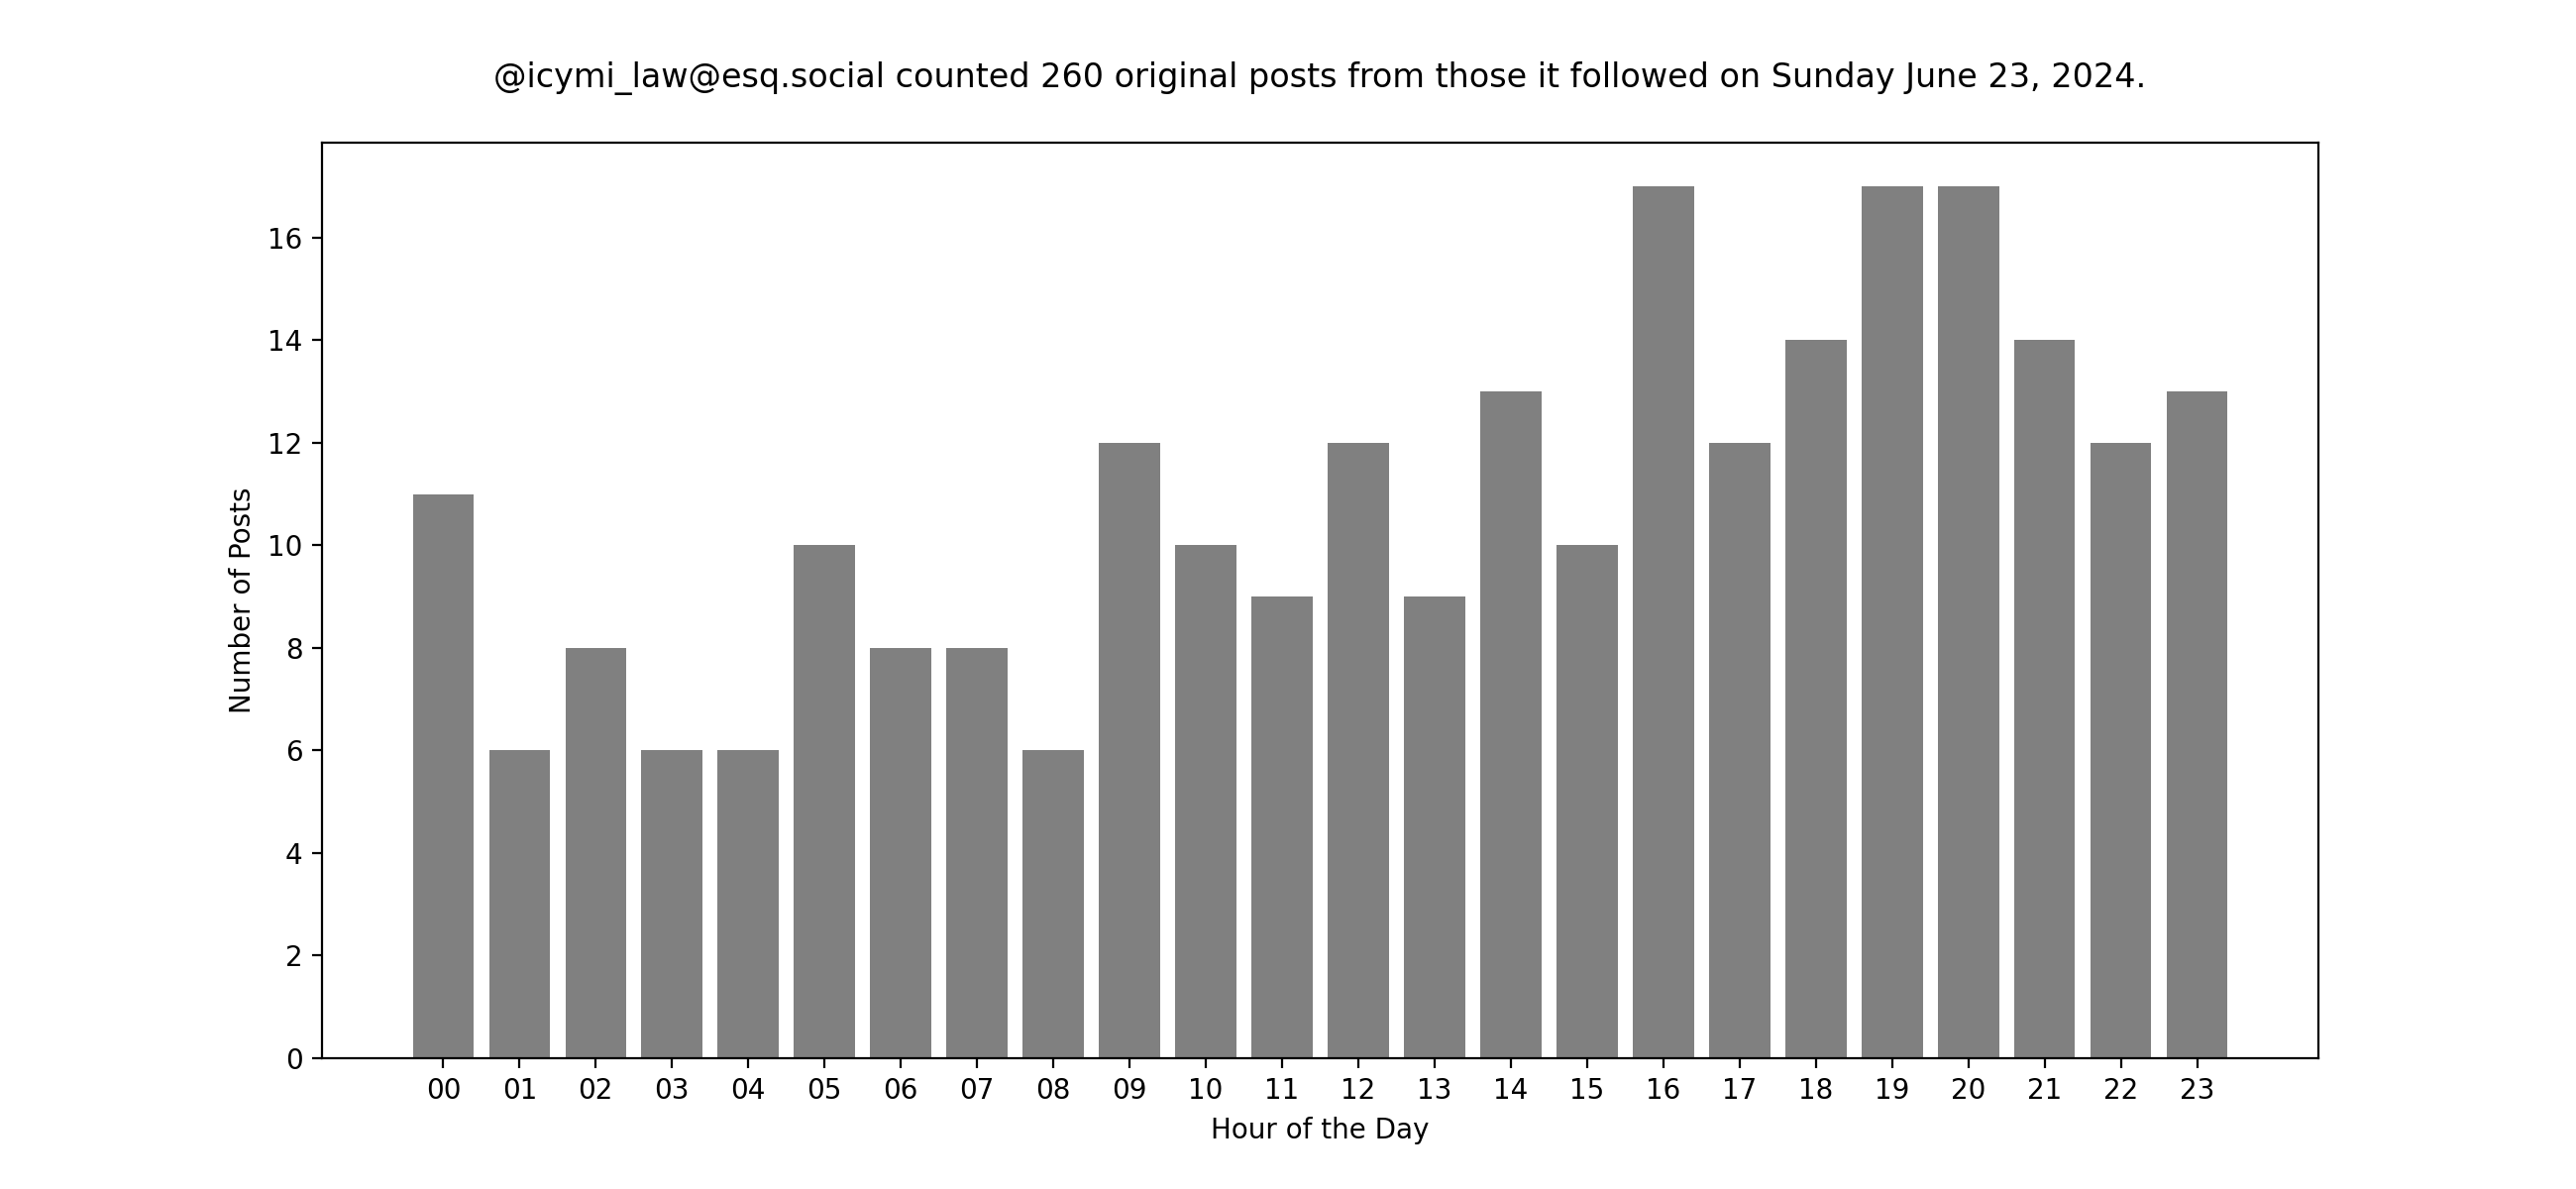 @icymi_law@esq.social counted 260 original posts from those it followed on Sunday June 23, 2024.
16
14
12
10
8
6
4
2
0
Number of Posts
00 01 02 03 04 05 06 07 08 09 10 11 12 13 14 15 16 17 18 19 20 21 22 23
Hour of the Day